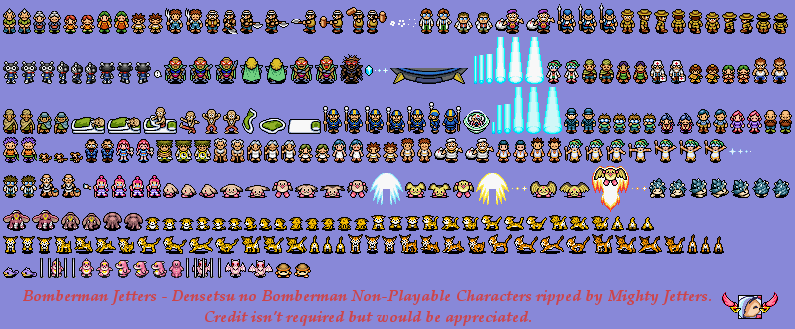 Bomberman Jetters - Densetsu no Bomberman Non-Playable Characters ripped by Mighty Jetters.
Credit isn't required but would be appreciated.